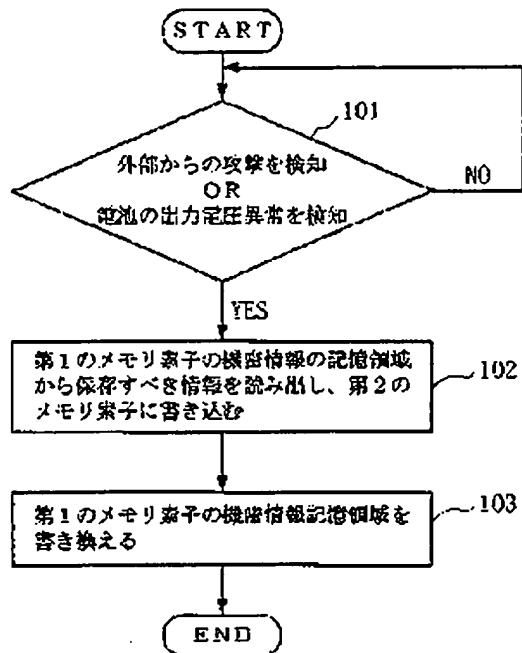 START
101
外部からの攻撃を検知
OR
電池の出力電圧異常を検知
NO
YES
第1のメモリ素子の機密情報の記憶領域
から保存すべき情報を読み出し、第2の
メモリ素子に書き込む
102
第1のメモリ素子の機密情報記憶領域を
書き換える
103
END